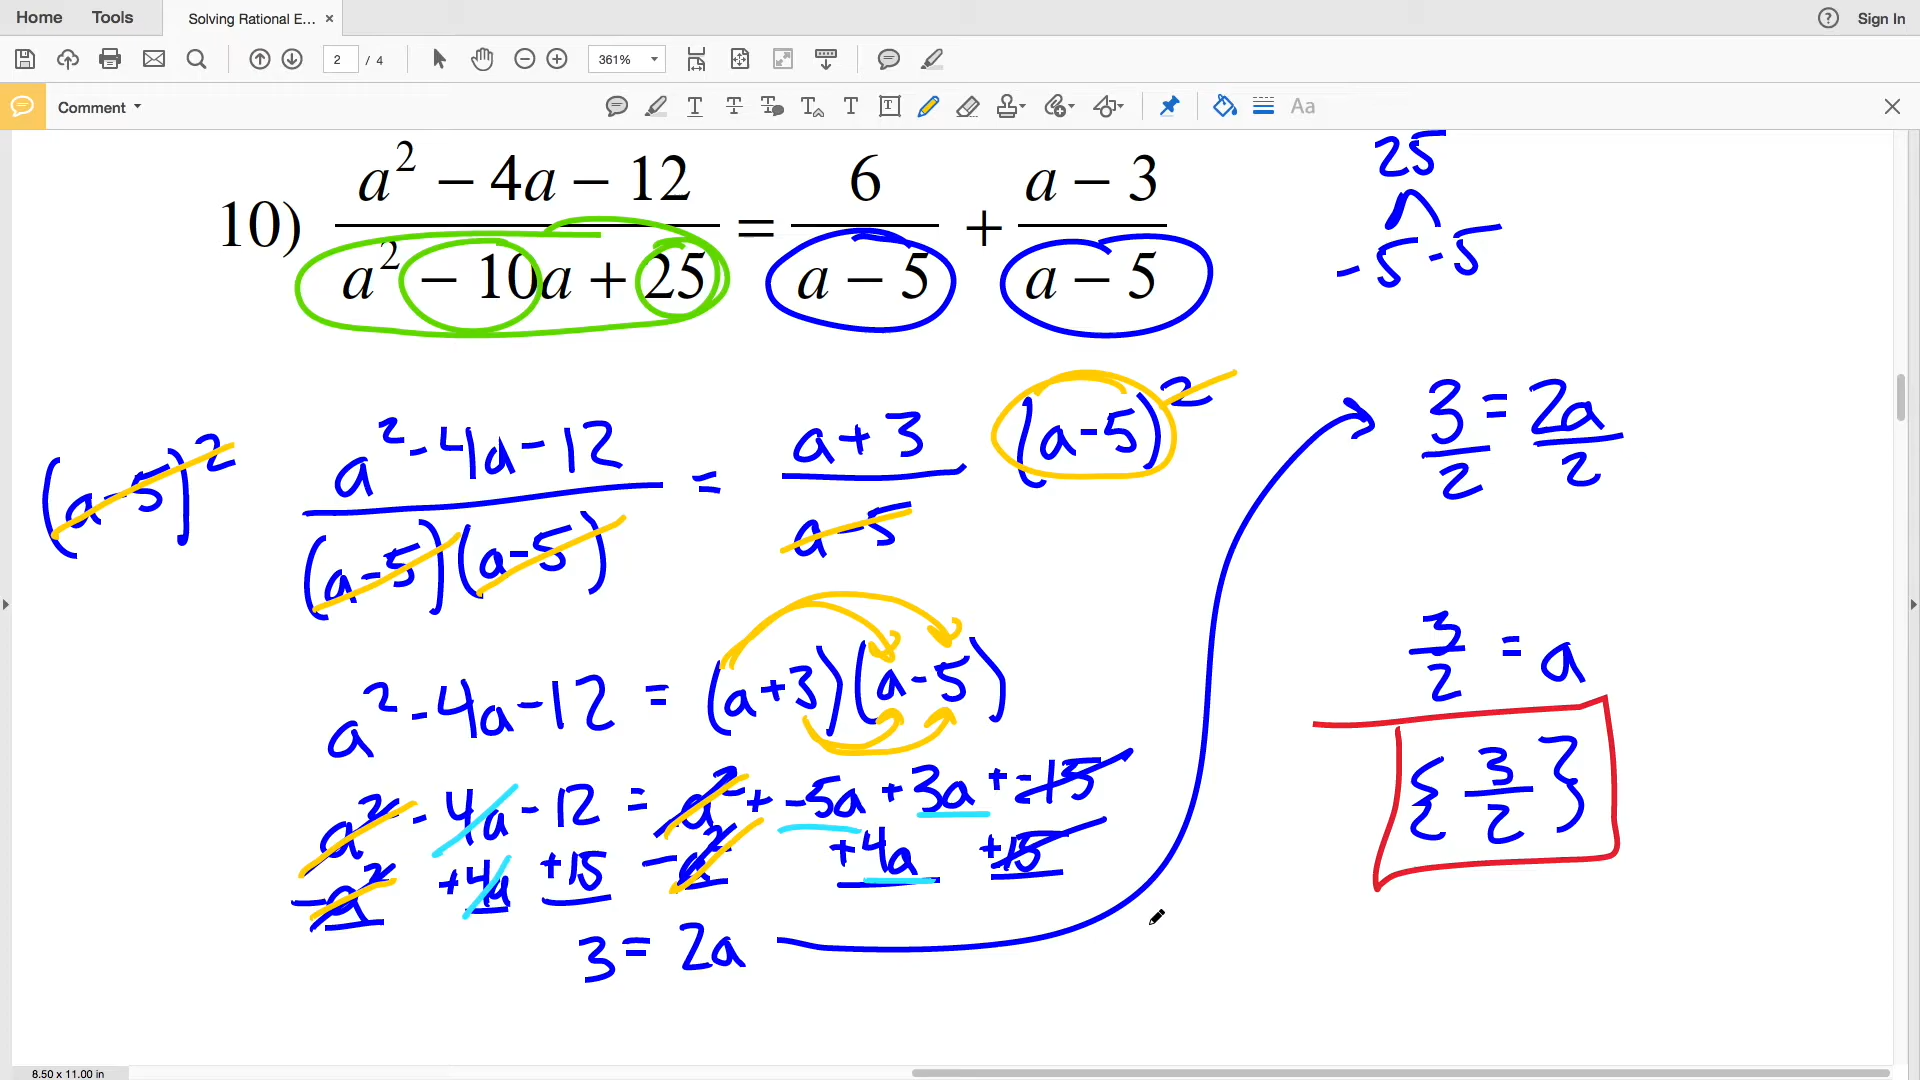 Home Tools Solving Rational E... × ? Sign In
2 / 4 361%
Comment T T T T T T Aa
10) (a² − 4a − 12)/(a² − 10a + 25) = 6/(a − 5) + (a − 3)/(a − 5)
25
-5 -5
(a-5)² (a²-4a-12)/((a-5)(a-5)) = (a+3)/(a-5) (a-5)²
3/2 = 2a/2
a²-4a-12 = (a+3)(a-5)
3/2 = a
a²-4a-12 = a²+-5a+3a+-15
-a² +4a +15 -a² +4a +15
{3/2}
3 = 2a
8.50 x 11.00 in